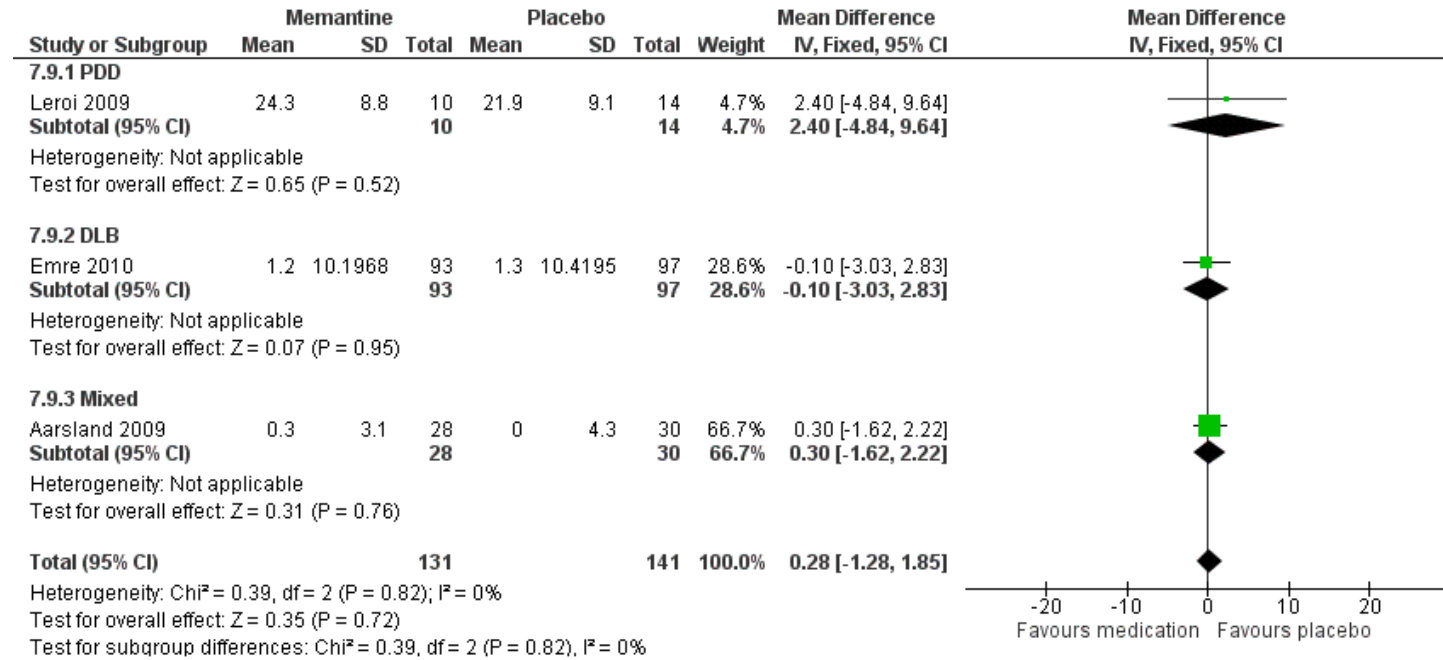 Memantine Placebo Mean Difference Mean Difference
Study or Subgroup Mean SD Total Mean SD Total Weight IV, Fixed, 95% CI IV, Fixed, 95% CI
7.9.1 PDD
Leroi 2009 24.3 8.8 10 21.9 9.1 14 4.7% 2.40 [-4.84, 9.64]
Subtotal (95% CI) 10 14 4.7% 2.40 [-4.84, 9.64]
Heterogeneity: Not applicable
Test for overall effect: Z = 0.65 (P = 0.52)
7.9.2 DLB
Emre 2010 1.2 10.1968 93 1.3 10.4195 97 28.6% -0.10 [-3.03, 2.83]
Subtotal (95% CI) 93 97 28.6% -0.10 [-3.03, 2.83]
Heterogeneity: Not applicable
Test for overall effect: Z = 0.07 (P = 0.95)
7.9.3 Mixed
Aarsland 2009 0.3 3.1 28 0 4.3 30 66.7% 0.30 [-1.62, 2.22]
Subtotal (95% CI) 28 30 66.7% 0.30 [-1.62, 2.22]
Heterogeneity: Not applicable
Test for overall effect: Z = 0.31 (P = 0.76)
Total (95% CI) 131 141 100.0% 0.28 [-1.28, 1.85]
Heterogeneity: Chi² = 0.39, df = 2 (P = 0.82); I² = 0%
Test for overall effect: Z = 0.35 (P = 0.72)
Test for subgroup differences: Chi² = 0.39, df = 2 (P = 0.82), I² = 0%
-20 -10 0 10 20
Favours medication Favours placebo